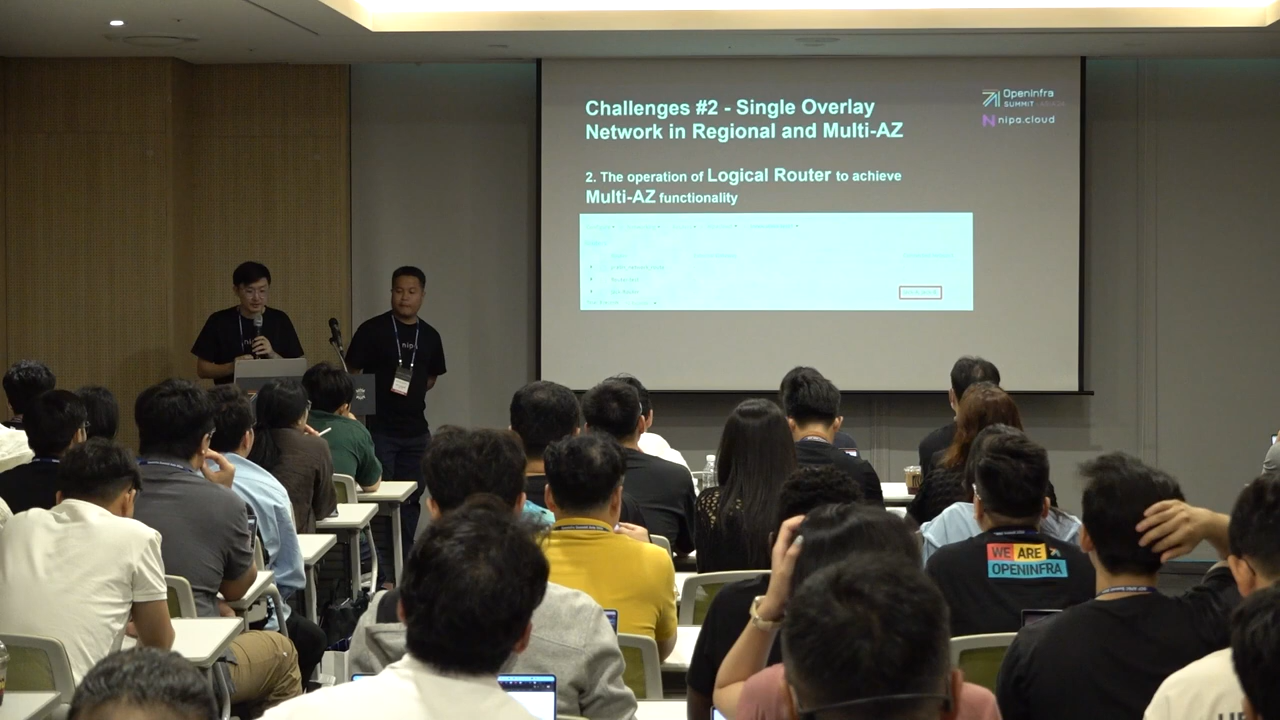 Challenges #2 - Single Overlay
Network in Regional and Multi-AZ
OpenInfra
SUMMIT
nipa.cloud
2. The operation of Logical Router to achieve
Multi-AZ functionality
nipa
WE ARE
OPENINFRA